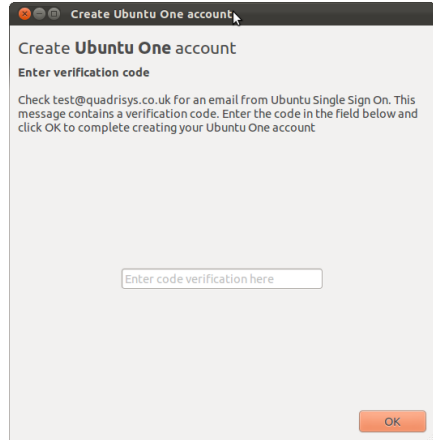 Create Ubuntu One account
Create Ubuntu One account
Enter verification code
Check test@quadrisys.co.uk for an email from Ubuntu Single Sign On. This
message contains a verification code. Enter the code in the field below and
click OK to complete creating your Ubuntu One account
Enter code verification here
OK